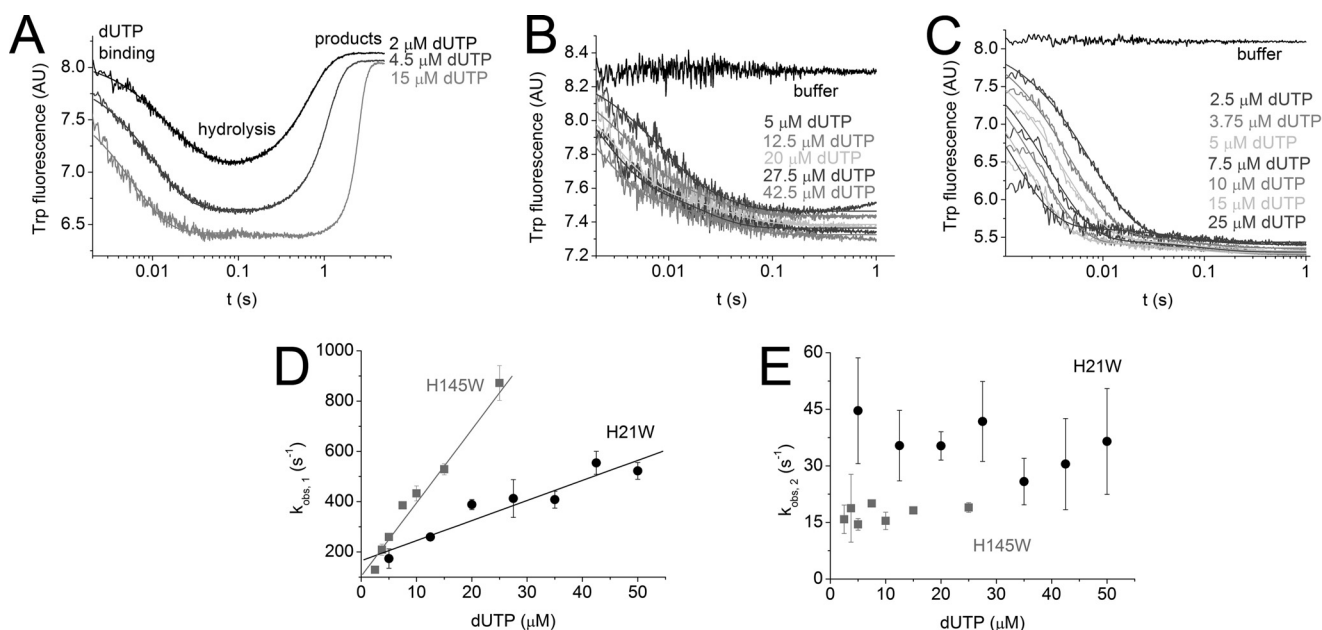 A
dUTP
binding
products
2 μM dUTP
4.5 μM dUTP
15 μM dUTP
hydrolysis
8.0
7.5
7.0
6.5
Trp fluorescence (AU)
0.01
0.1
1
t (s)
B
buffer
5 μM dUTP
12.5 μM dUTP
20 μM dUTP
27.5 μM dUTP
42.5 μM dUTP
8.4
8.2
8.0
7.8
7.6
7.4
7.2
Trp fluorescence (AU)
0.01
0.1
1
t (s)
C
buffer
2.5 μM dUTP
3.75 μM dUTP
5 μM dUTP
7.5 μM dUTP
10 μM dUTP
15 μM dUTP
25 μM dUTP
8.0
7.5
7.0
6.5
6.0
5.5
Trp fluorescence (AU)
0.01
0.1
1
t (s)
D
H145W
H21W
1000
800
600
400
200
k obs, 1 (s-1)
0 10 20 30 40 50 60
dUTP (μM)
E
H21W
H145W
60
45
30
15
0
k obs, 2 (s-1)
0 10 20 30 40 50
dUTP (μM)